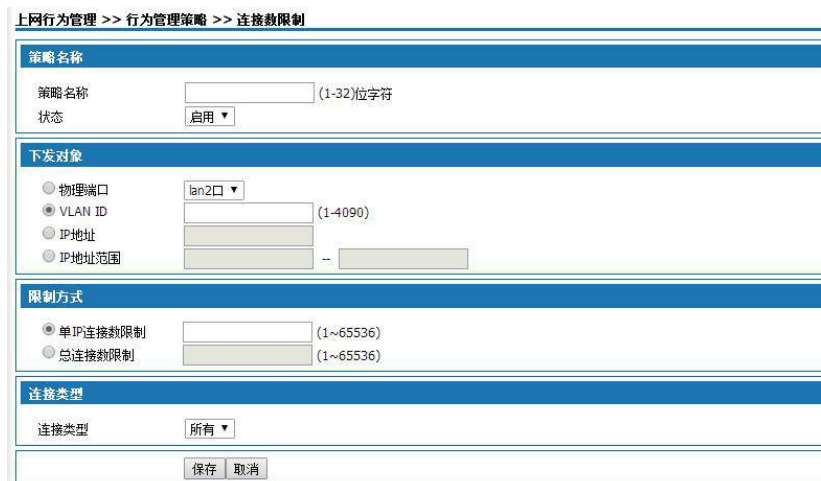 上网行为管理 >> 行为管理策略 >> 连接数限制
策略名称
策略名称 (1-32)位字符
状态 启用
下发对象
物理端口 lan2口
VLAN ID (1-4090)
IP地址
IP地址范围 --
限制方式
单IP连接数限制 (1~65536)
总连接数限制 (1~65536)
连接类型
连接类型 所有
保存 取消